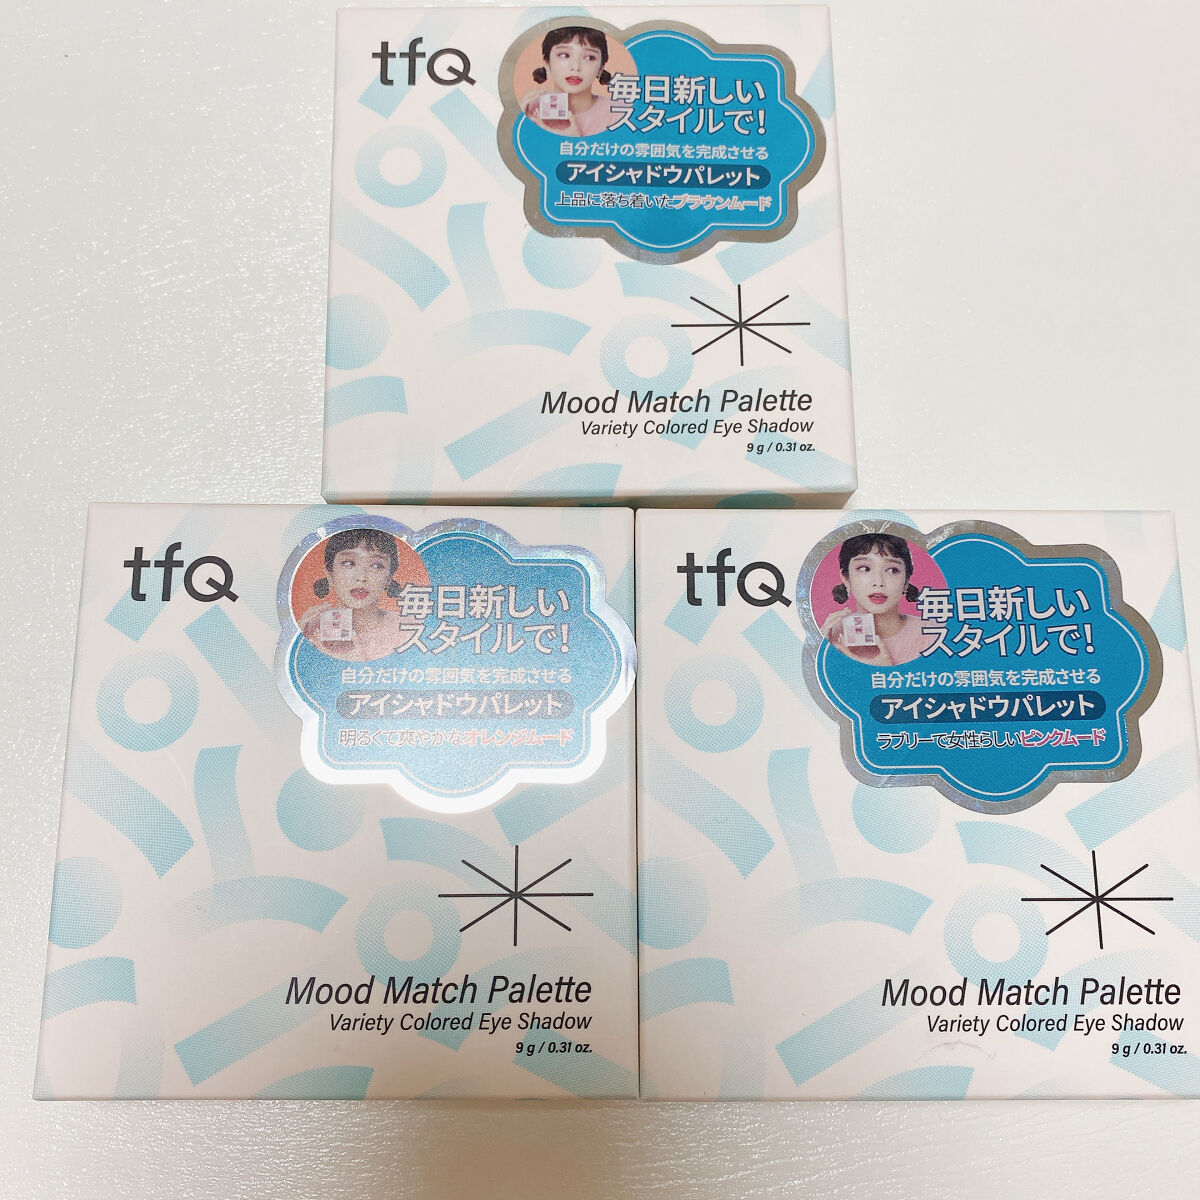 tfQ
毎日新しい
スタイルで!
自分だけの雰囲気を完成させる
アイシャドウパレット
上品に落ち着いたブラウンムード
Mood Match Palette
Variety Colored Eye Shadow
9 g / 0.31 oz.
tfQ
毎日新しい
スタイルで!
自分だけの雰囲気を完成させる
アイシャドウパレット
明るくて爽やかなオレンジムード
Mood Match Palette
Variety Colored Eye Shadow
9 g / 0.31 oz.
tfQ
毎日新しい
スタイルで!
自分だけの雰囲気を完成させる
アイシャドウパレット
ラブリーで女性らしいピンクムード
Mood Match Palette
Variety Colored Eye Shadow
9 g / 0.31 oz.